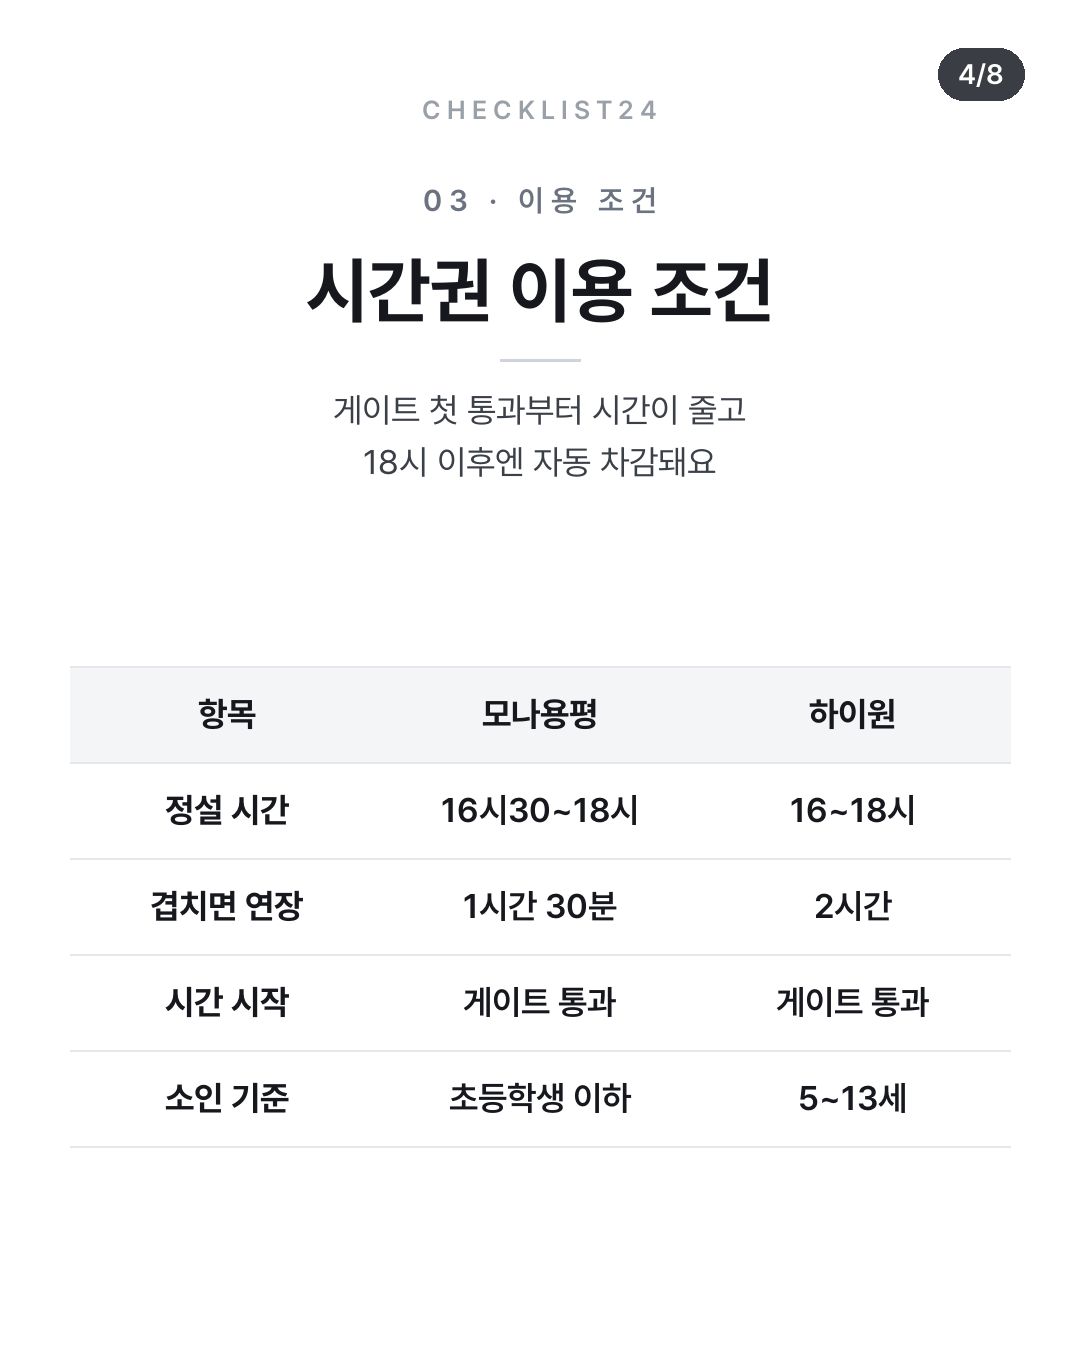 4/8
CHECKLIST24
03 · 이용 조건
시간권 이용 조건
게이트 첫 통과부터 시간이 줄고
18시 이후엔 자동 차감돼요
항목 모나용평 하이원
정설 시간 16시30~18시 16~18시
겹치면 연장 1시간 30분 2시간
시간 시작 게이트 통과 게이트 통과
소인 기준 초등학생 이하 5~13세